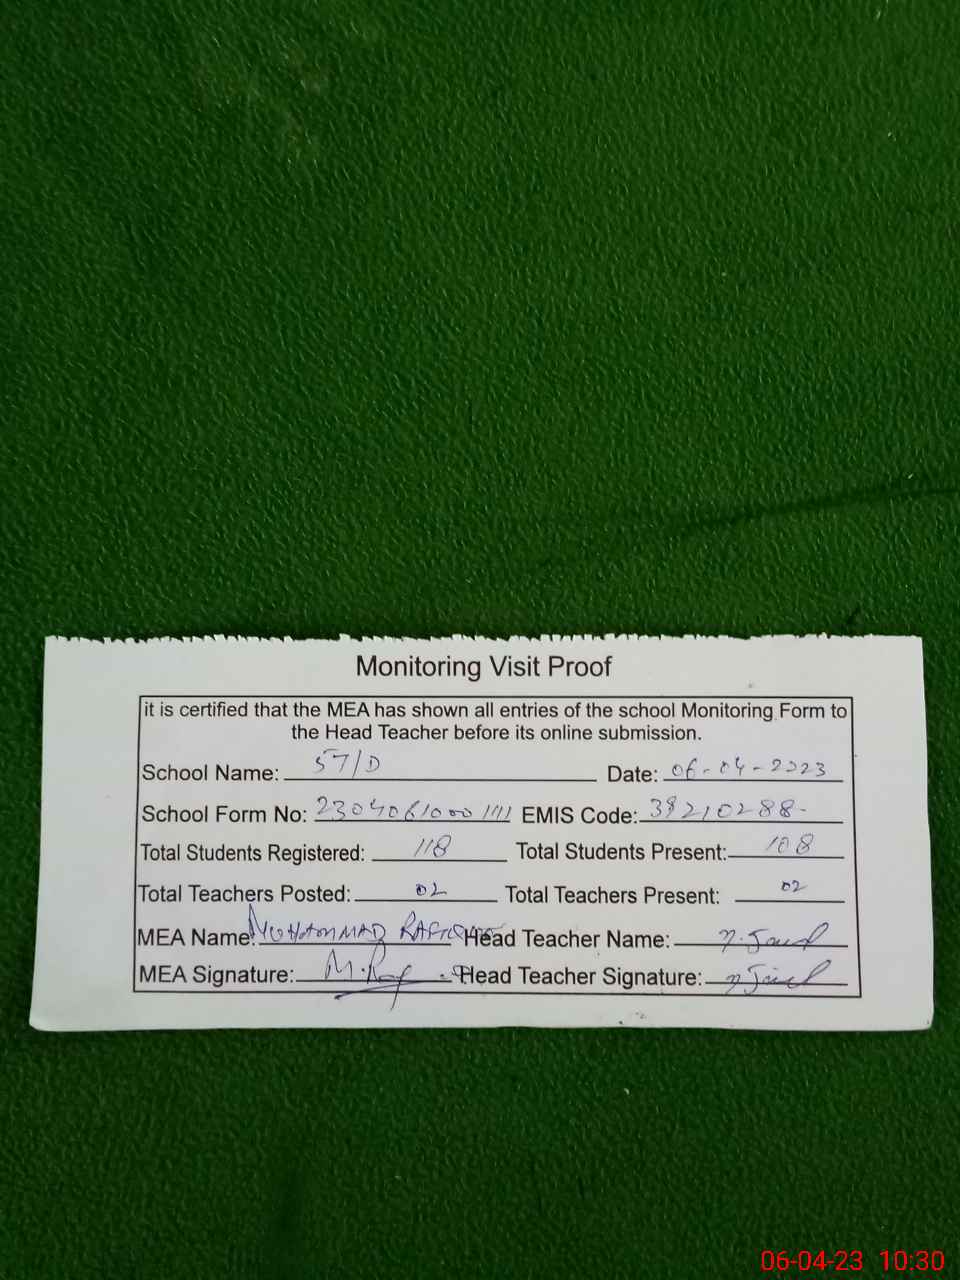 Monitoring Visit Proof
it is certified that the MEA has shown all entries of the school Monitoring Form to
the Head Teacher before its online submission.
School Name: 57/D Date: 06-04-2023
School Form No: EMIS Code: 39210288-
Total Students Registered: 118 Total Students Present: 108
Total Teachers Posted: 02 Total Teachers Present: 02
MEA Name: MUHAMMAD Head Teacher Name:
MEA Signature: Head Teacher Signature:
06-04-23 10:30